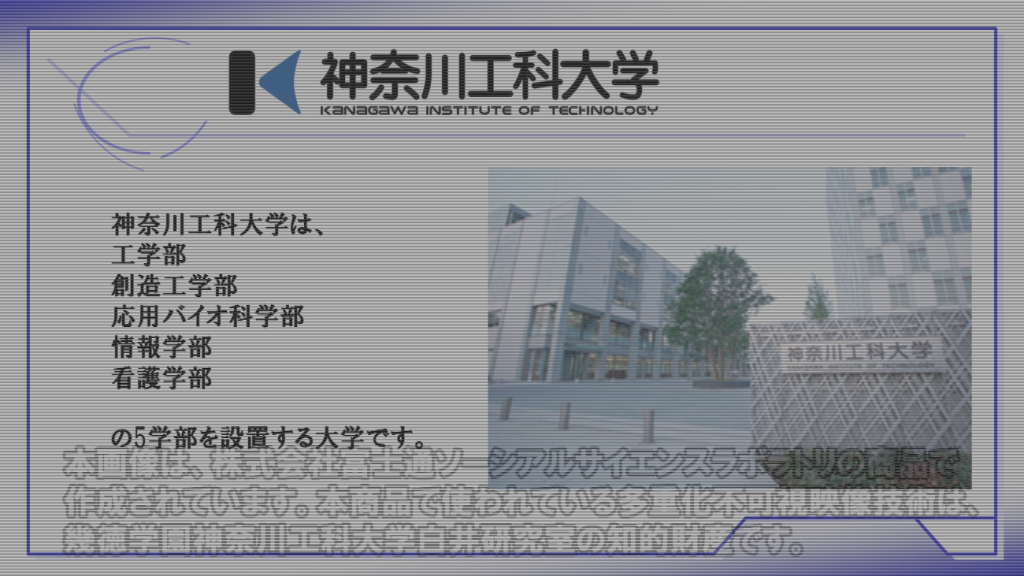 神奈川工科大学
KANAGAWA INSTITUTE OF TECHNOLOGY
神奈川工科大学は、
工学部
創造工学部
応用バイオ科学部
情報学部
看護学部
神奈川工科大学
の5学部を設置する大学です。
本画像は、株式会社富士通ソーシアルサイエンスラボラトリの商品で
作成されています。本商品で使われている多重化不可視映像技術は、
幾徳学園神奈川工科大学白井研究室の知的財産です。